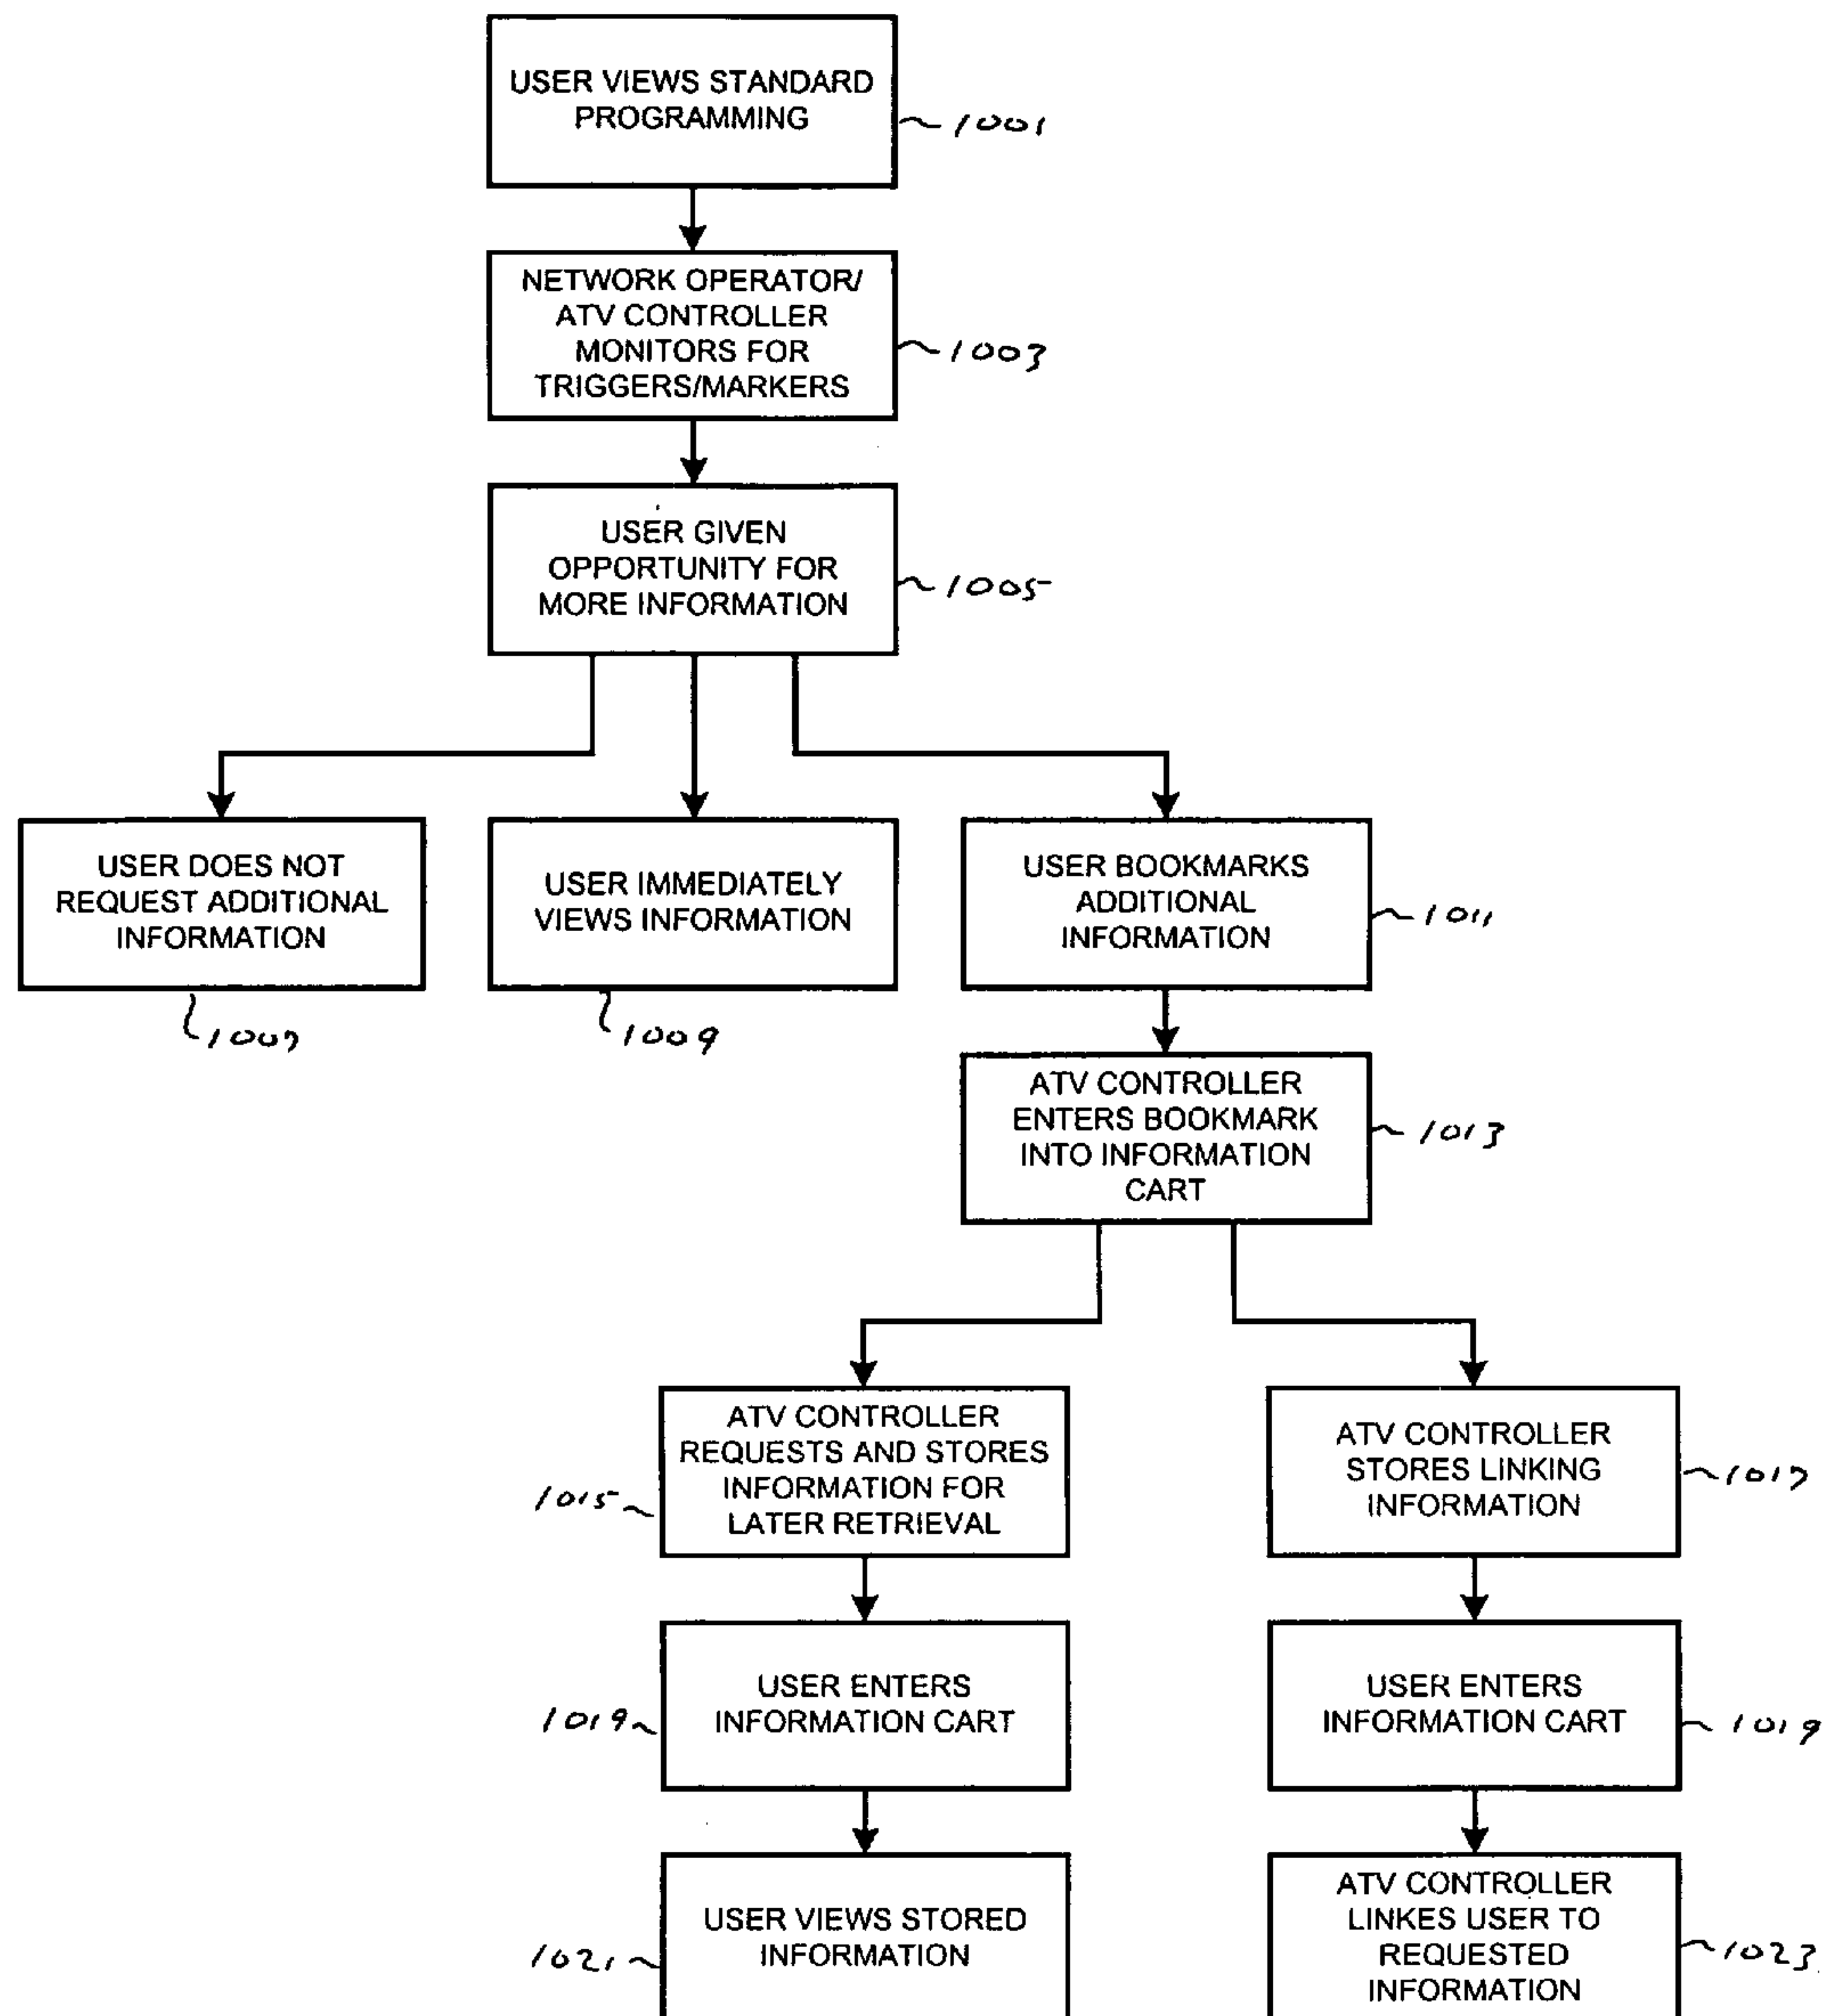 USER VIEWS STANDARD
PROGRAMMING
1001
NETWORK OPERATOR/
ATV CONTROLLER
MONITORS FOR
TRIGGERS/MARKERS
1003
USER GIVEN
OPPORTUNITY FOR
MORE INFORMATION
1005
USER DOES NOT
REQUEST ADDITIONAL
INFORMATION
1007
USER IMMEDIATELY
VIEWS INFORMATION
1009
USER BOOKMARKS
ADDITIONAL
INFORMATION
1011
ATV CONTROLLER
ENTERS BOOKMARK
INTO INFORMATION
CART
1013
ATV CONTROLLER
REQUESTS AND STORES
INFORMATION FOR
LATER RETRIEVAL
1015
ATV CONTROLLER
STORES LINKING
INFORMATION
1017
USER ENTERS
INFORMATION CART
1019
USER ENTERS
INFORMATION CART
1019
USER VIEWS STORED
INFORMATION
1021
ATV CONTROLLER
LINKES USER TO
REQUESTED
INFORMATION
1023